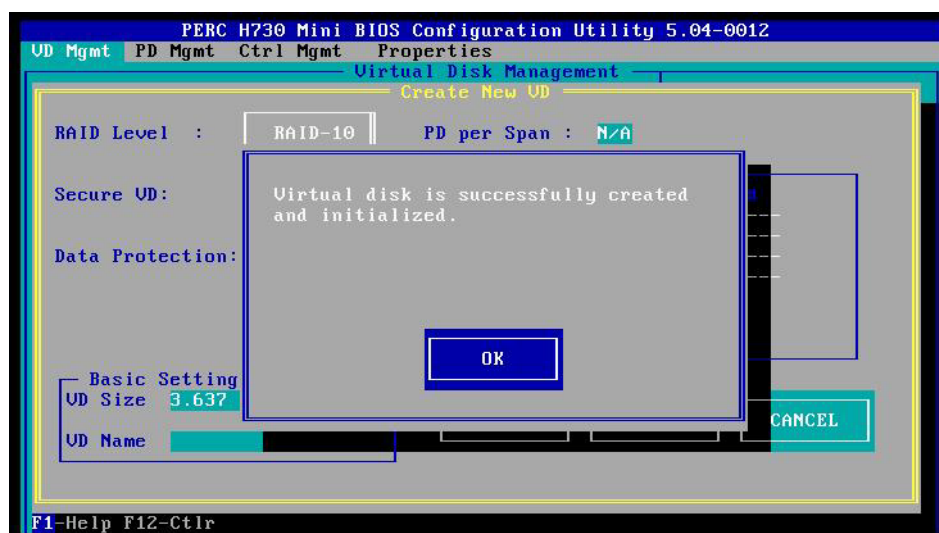 PERC H730 Mini BIOS Configuration Utility 5.04-0012
VD Mgmt PD Mgmt Ctrl Mgmt Properties
Virtual Disk Management
Create New VD
RAID Level : RAID-10 PD per Span : N/A
Secure VD:
Virtual disk is successfully created
and initialized.
Data Protection:
OK
Basic Setting
VD Size 3.637
CANCEL
VD Name
F1-Help F12-Ctlr